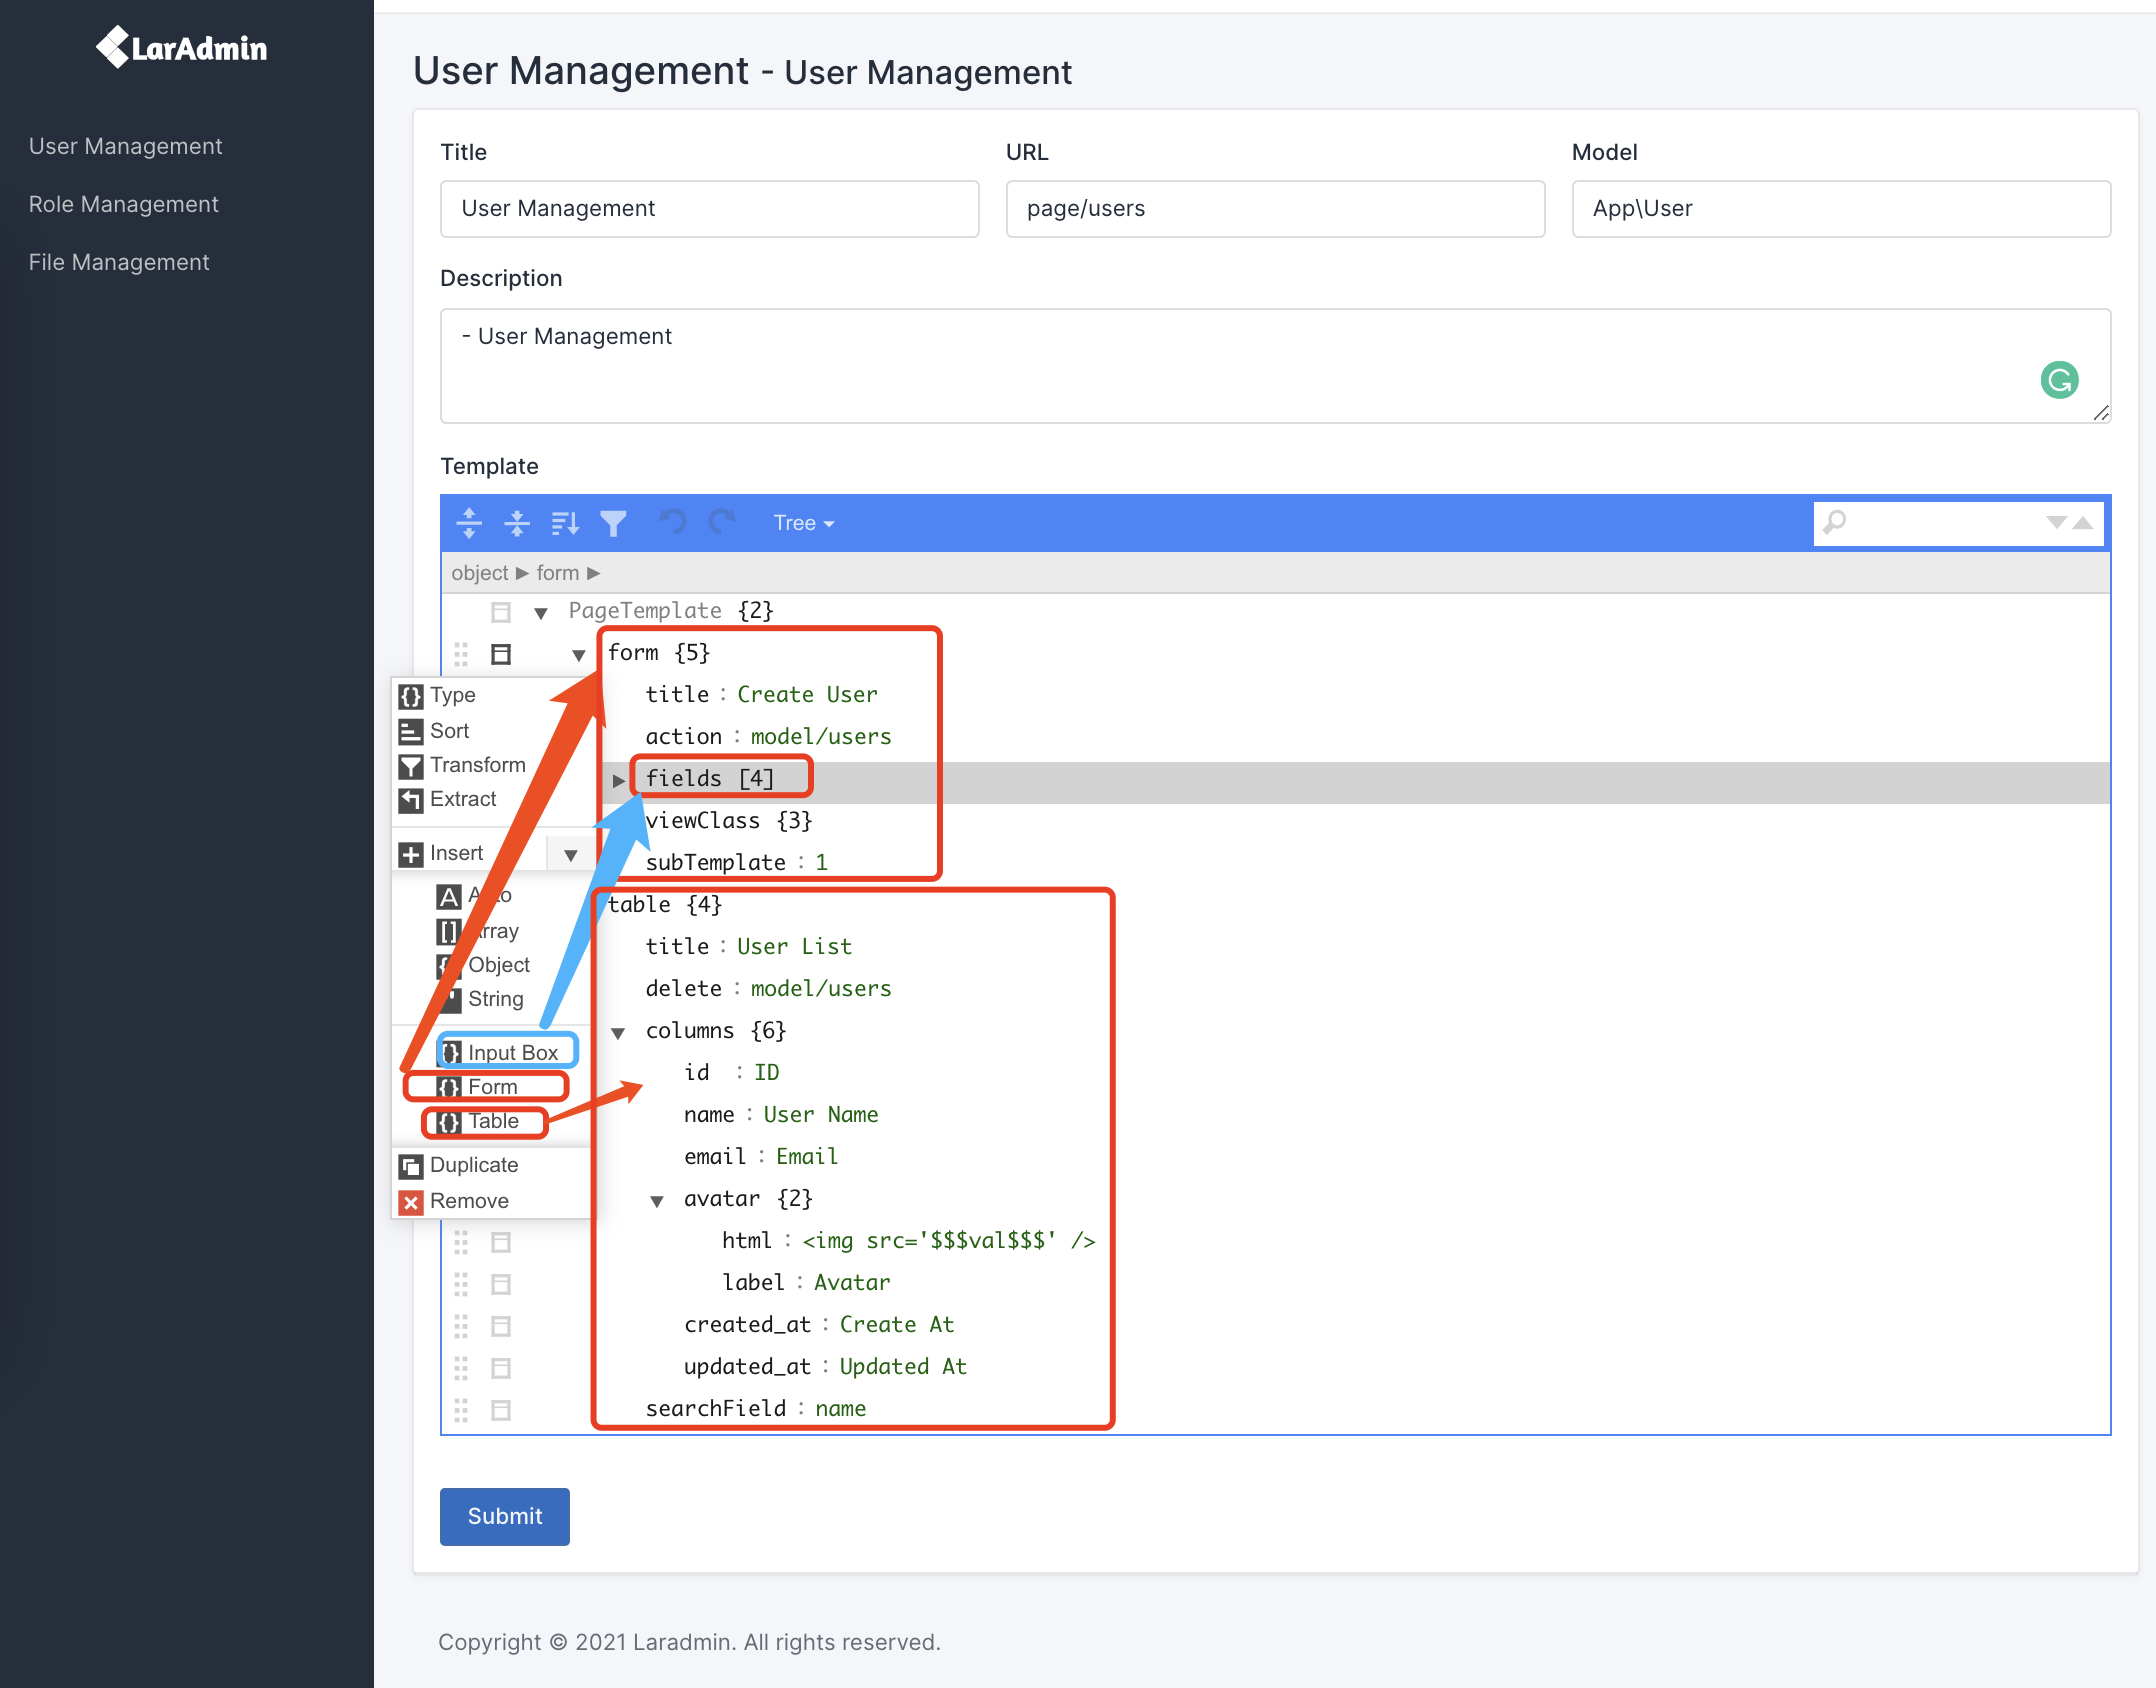 LarAdmin
User Management
Role Management
File Management
User Management - User Management
Title
URL
Model
User Management
page/users
App\User
Description
- User Management
Template
Tree
object ▶ form ▶
PageTemplate {2}
form {5}
title : Create User
action : model/users
fields [4]
viewClass {3}
subTemplate : 1
table {4}
title : User List
delete : model/users
columns {6}
id : ID
name : User Name
email : Email
avatar {2}
html : <img src='$$$val$$$' />
label : Avatar
created_at : Create At
updated_at : Updated At
searchField : name
Type
Sort
Transform
Extract
Insert
Object
String
Input Box
Form
Table
Duplicate
Remove
Submit
Copyright © 2021 Laradmin. All rights reserved.